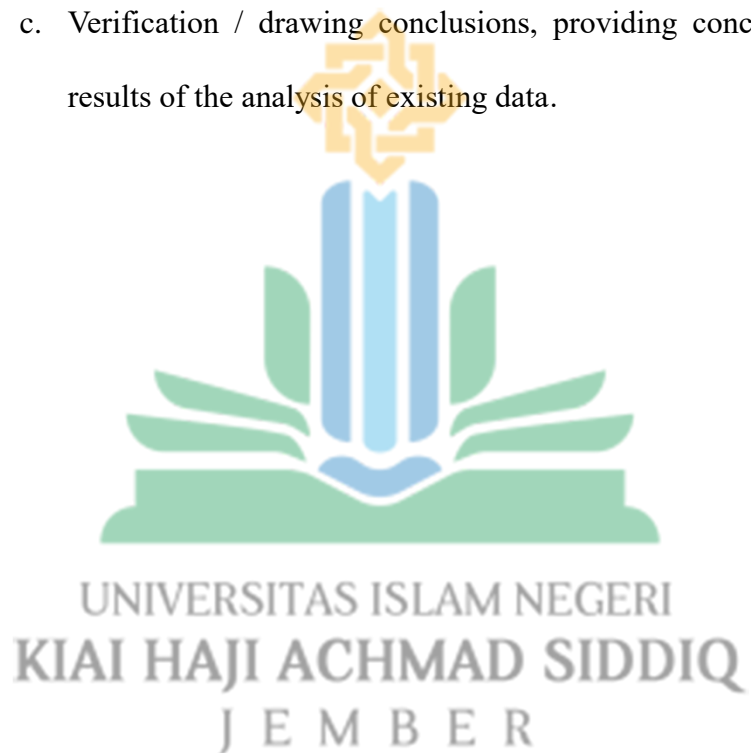 c. Verification / drawing conclusions, providing conc
results of the analysis of existing data.
UNIVERSITAS ISLAM NEGERI
KIAI HAJI ACHMAD SIDDIQ
J E M B E R